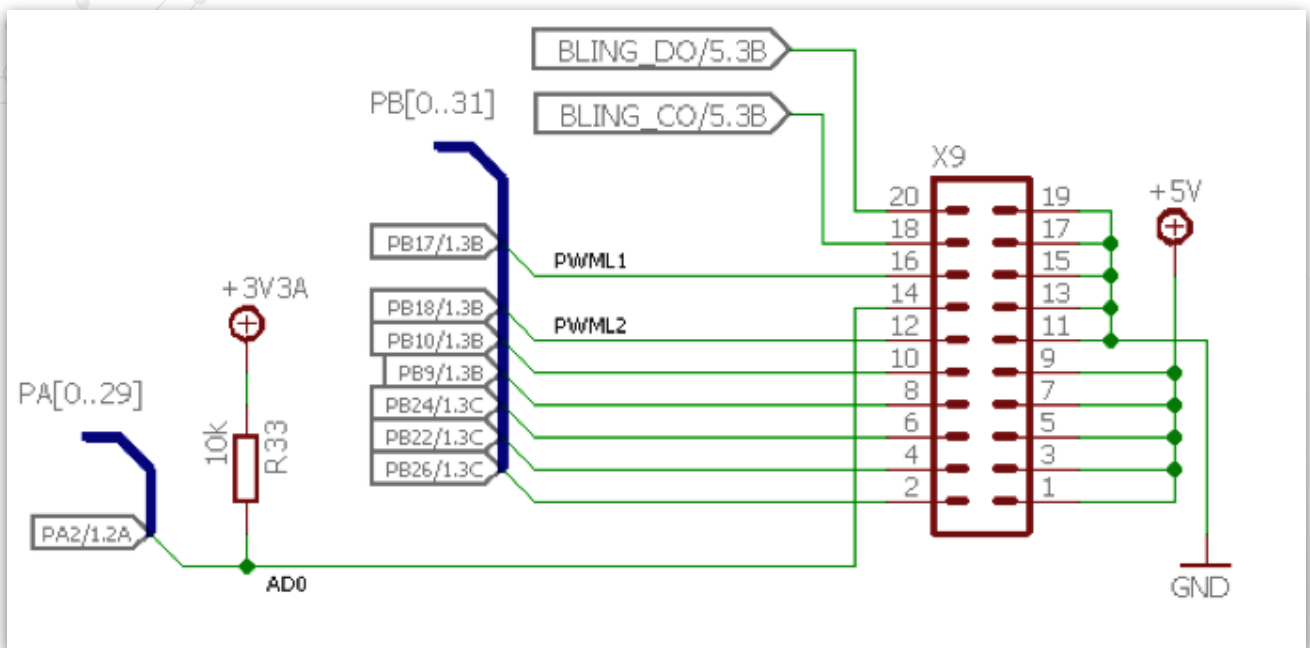 BLING_DO/5.3B
BLING_CO/5.3B
PB[0..31]
X9
+5V
20 19
18 17
PB17/1.3B PWML1 16 15
14 13
+3V3A
PB18/1.3B PWML2 12 11
PB10/1.3B 10 9
PB9/1.3B 8 7
PB24/1.3C 6 5
PB22/1.3C 4 3
PB26/1.3C 2 1
PA[0..29]
10k
R33
PA2/1.2A
AD0
GND